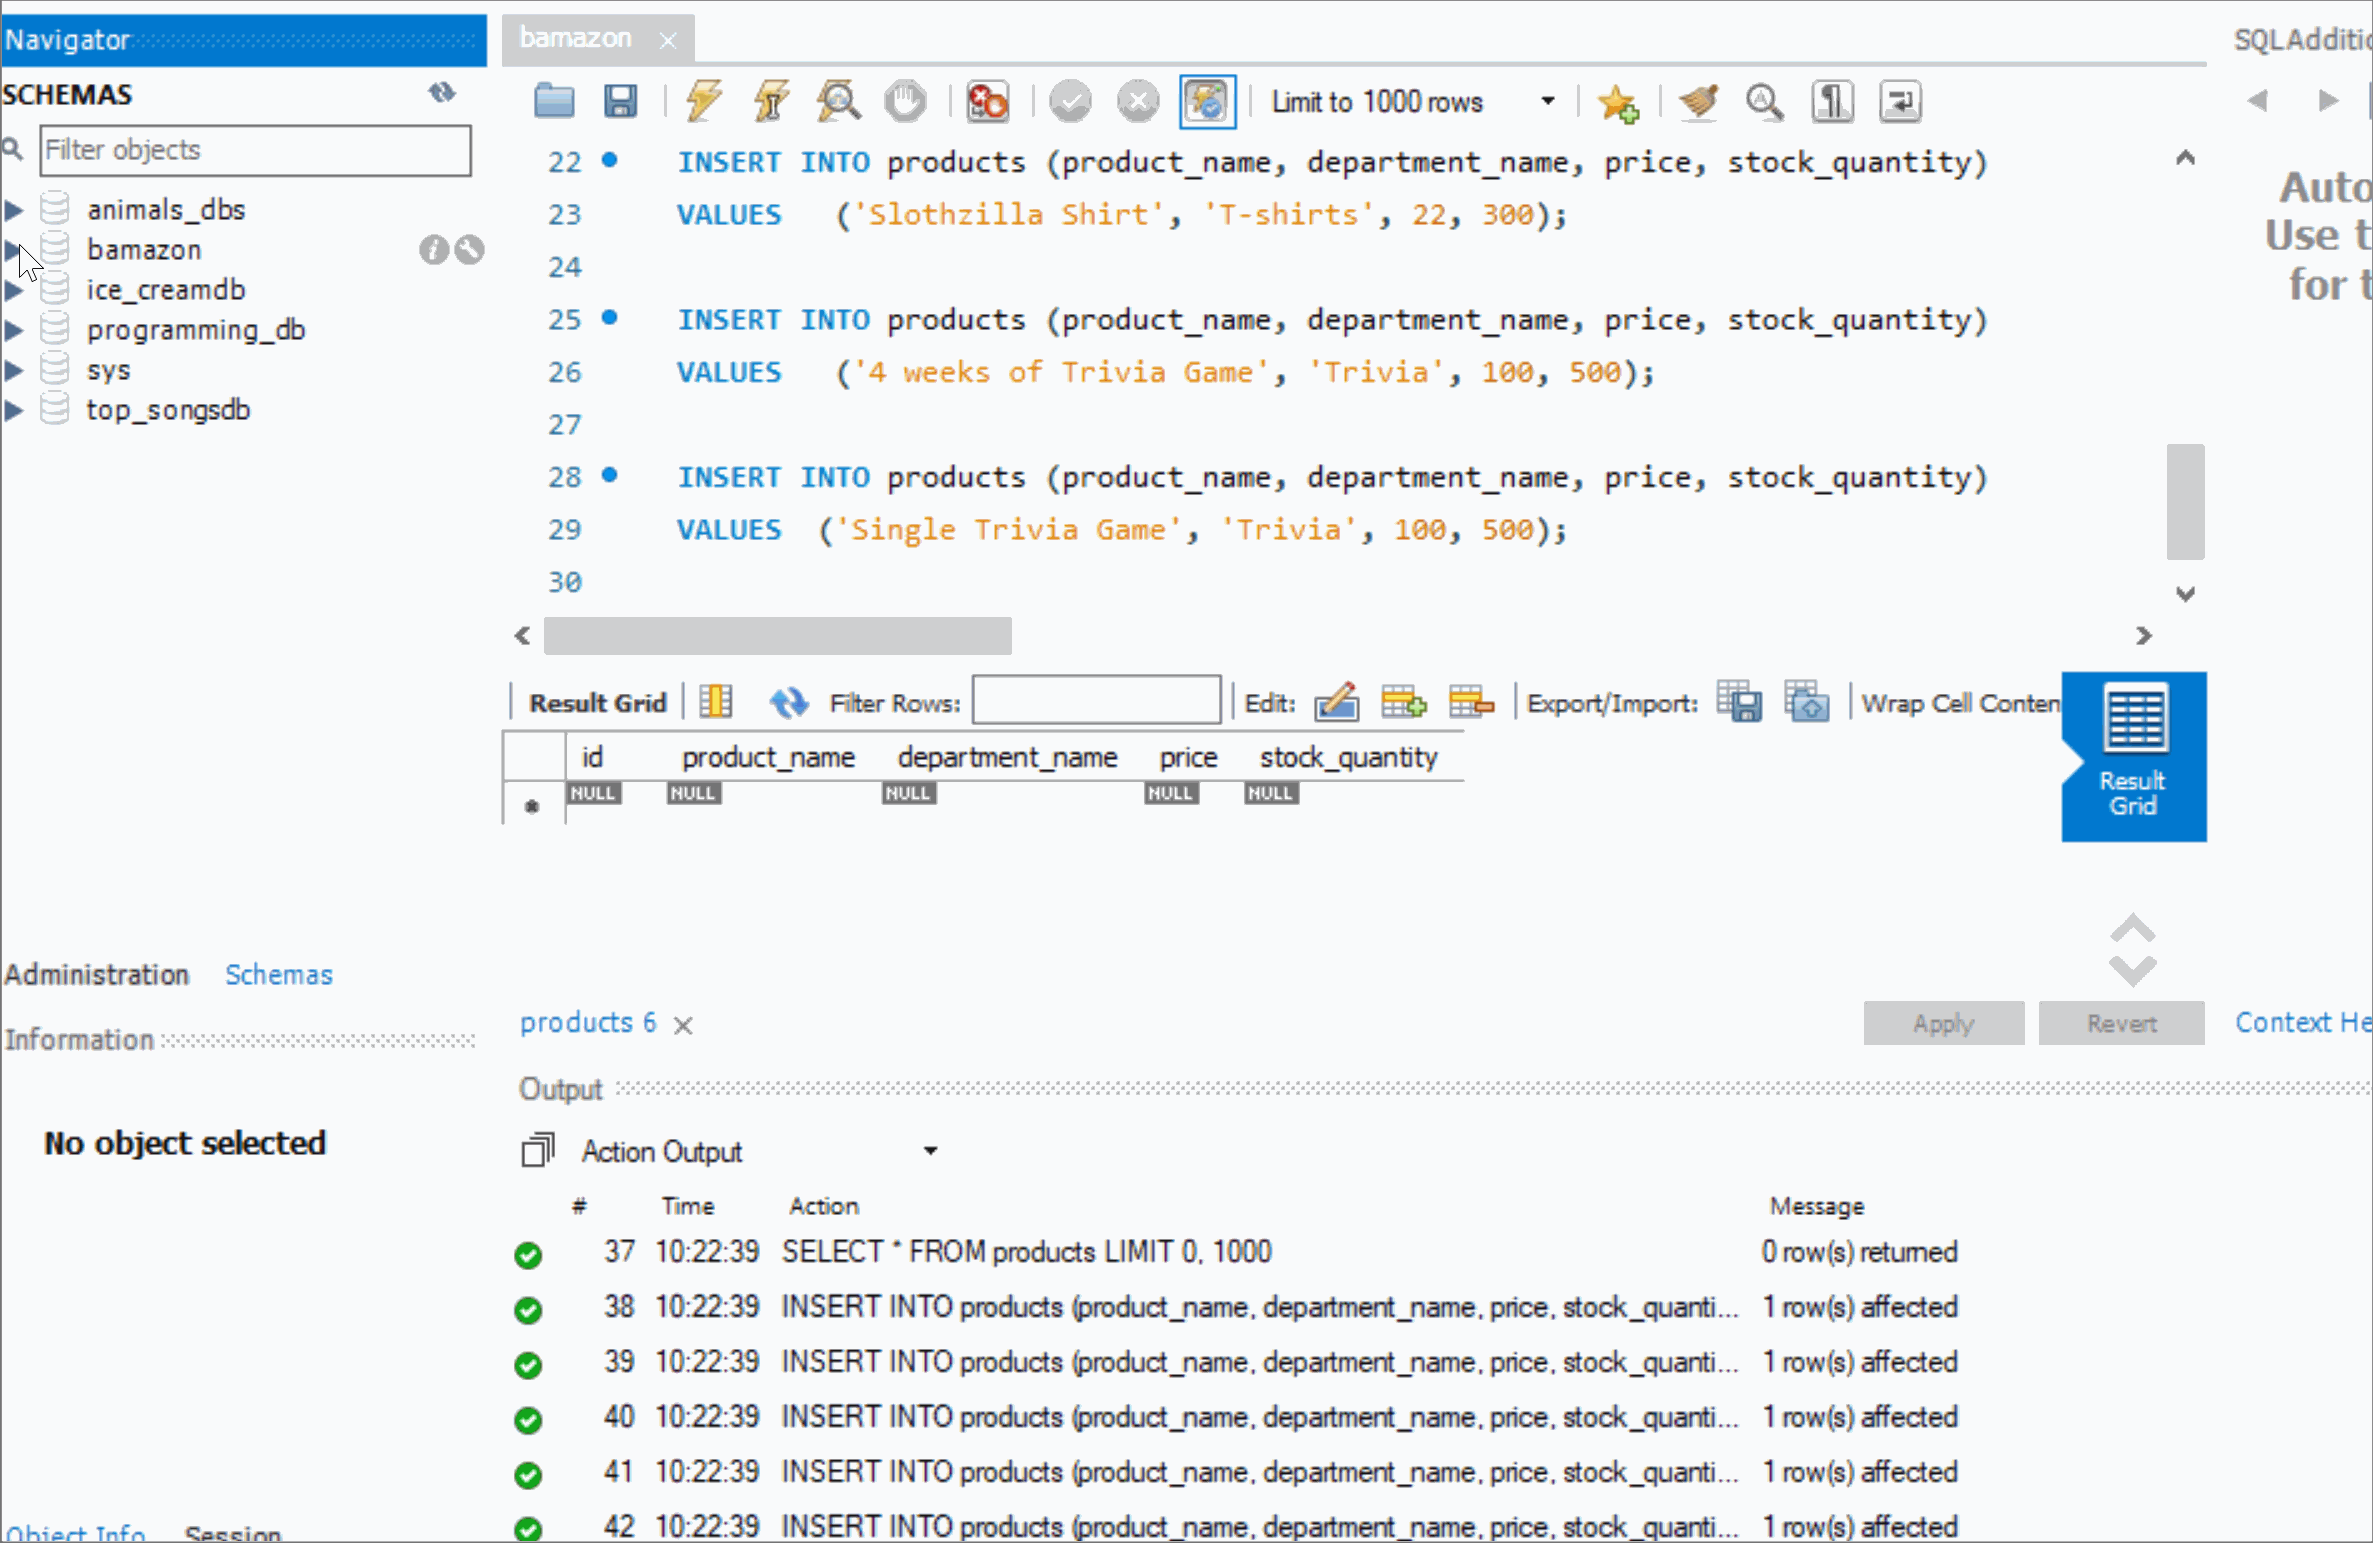 Navigator
SCHEMAS
Filter objects
animals_dbs
bamazon
ice_creamdb
programming_db
sys
top_songsdb
Administration Schemas
Information
No object selected
Object Info Session
bamazon
Limit to 1000 rows
22 INSERT INTO products (product_name, department_name, price, stock_quantity)
23 VALUES ('Slothzilla Shirt', 'T-shirts', 22, 300);
24
25 INSERT INTO products (product_name, department_name, price, stock_quantity)
26 VALUES ('4 weeks of Trivia Game', 'Trivia', 100, 500);
27
28 INSERT INTO products (product_name, department_name, price, stock_quantity)
29 VALUES ('Single Trivia Game', 'Trivia', 100, 500);
30
Result Grid Filter Rows: Edit: Export/Import: Wrap Cell Conten
id product_name department_name price stock_quantity
NULL NULL NULL NULL NULL
Result
Grid
products 6
Apply Revert
Output
Action Output
# Time Action Message
37 10:22:39 SELECT * FROM products LIMIT 0, 1000 0 row(s) returned
38 10:22:39 INSERT INTO products (product_name, department_name, price, stock_quanti... 1 row(s) affected
39 10:22:39 INSERT INTO products (product_name, department_name, price, stock_quanti... 1 row(s) affected
40 10:22:39 INSERT INTO products (product_name, department_name, price, stock_quanti... 1 row(s) affected
41 10:22:39 INSERT INTO products (product_name, department_name, price, stock_quanti... 1 row(s) affected
42 10:22:39 INSERT INTO products (product_name, department_name, price, stock_quanti... 1 row(s) affected
SQLAdditio
Auto
Use t
for t
Context He